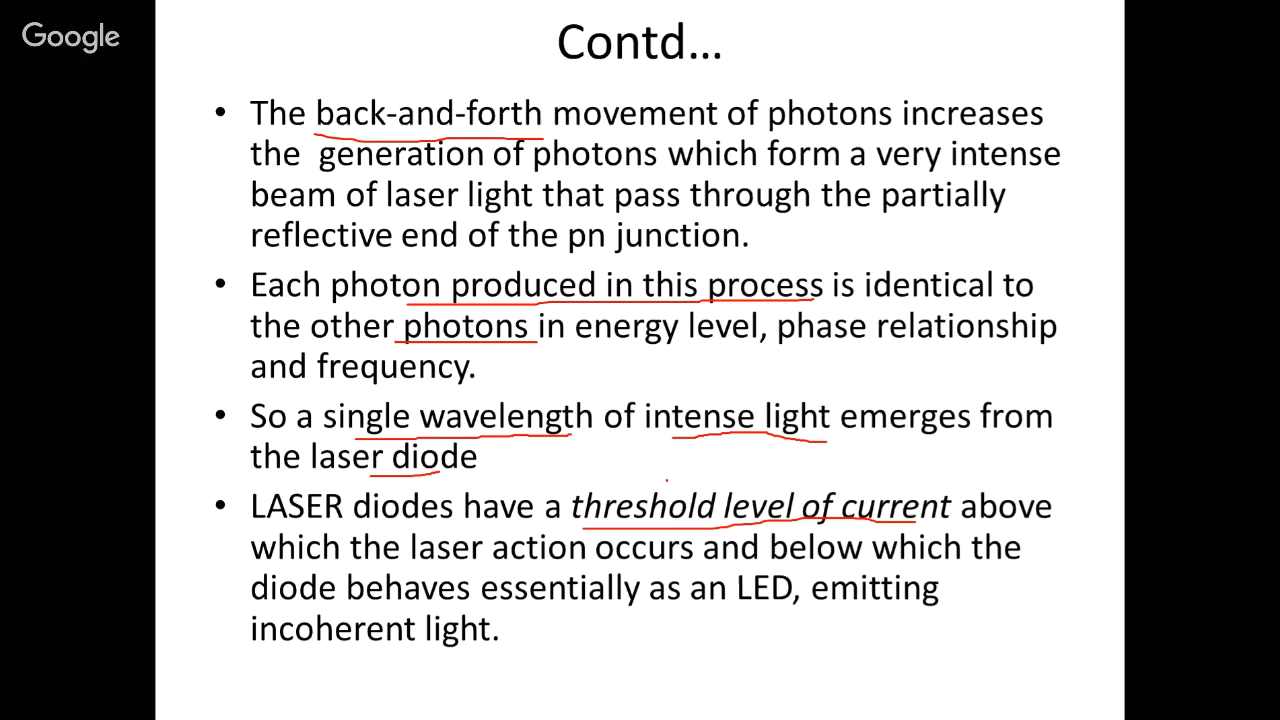 Google
Contd...
• The back-and-forth movement of photons increases
the generation of photons which form a very intense
beam of laser light that pass through the partially
reflective end of the pn junction.
• Each photon produced in this process is identical to
the other photons in energy level, phase relationship
and frequency.
• So a single wavelength of intense light emerges from
the laser diode
• LASER diodes have a threshold level of current above
which the laser action occurs and below which the
diode behaves essentially as an LED, emitting
incoherent light.